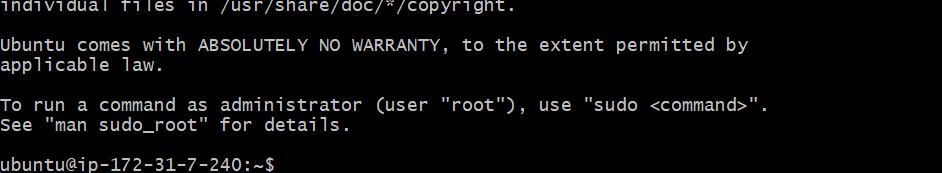 individual files in /usr/share/doc/*/copyright.
Ubuntu comes with ABSOLUTELY NO WARRANTY, to the extent permitted by
applicable law.
To run a command as administrator (user "root"), use "sudo <command>".
See "man sudo_root" for details.
ubuntu@ip-172-31-7-240:~$